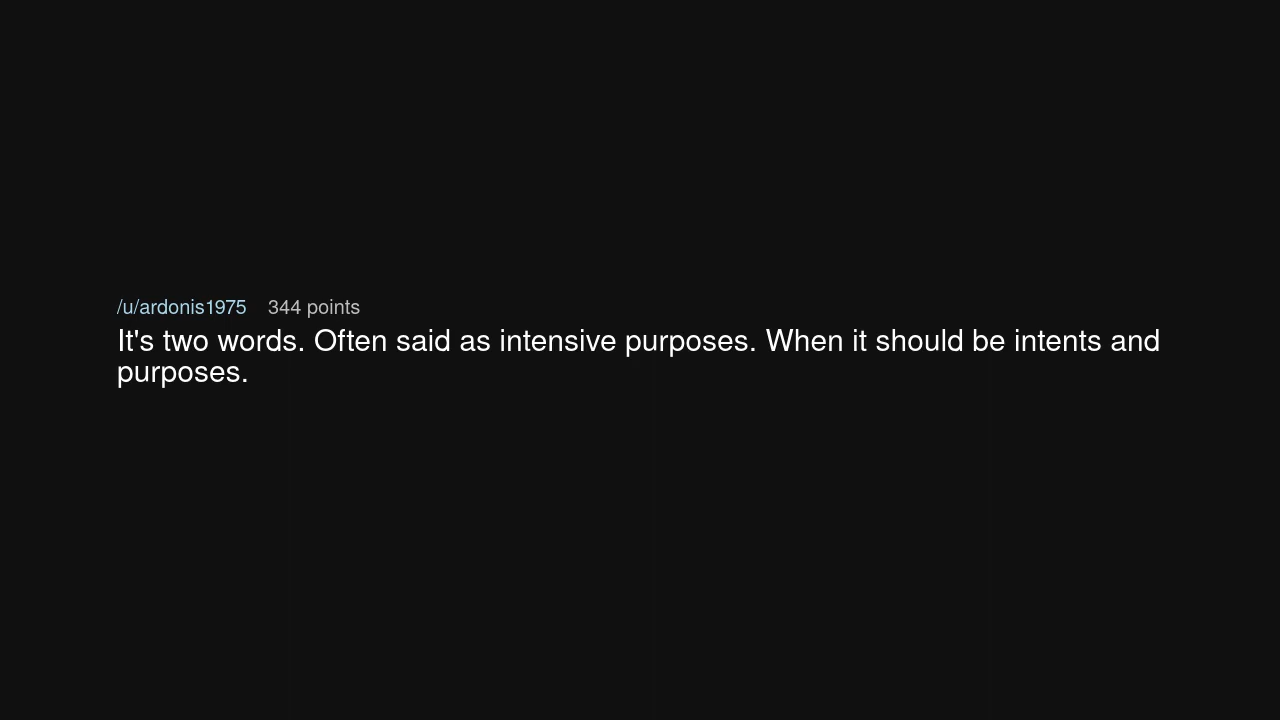 /u/ardonis1975 344 points
It's two words. Often said as intensive purposes. When it should be intents and
purposes.